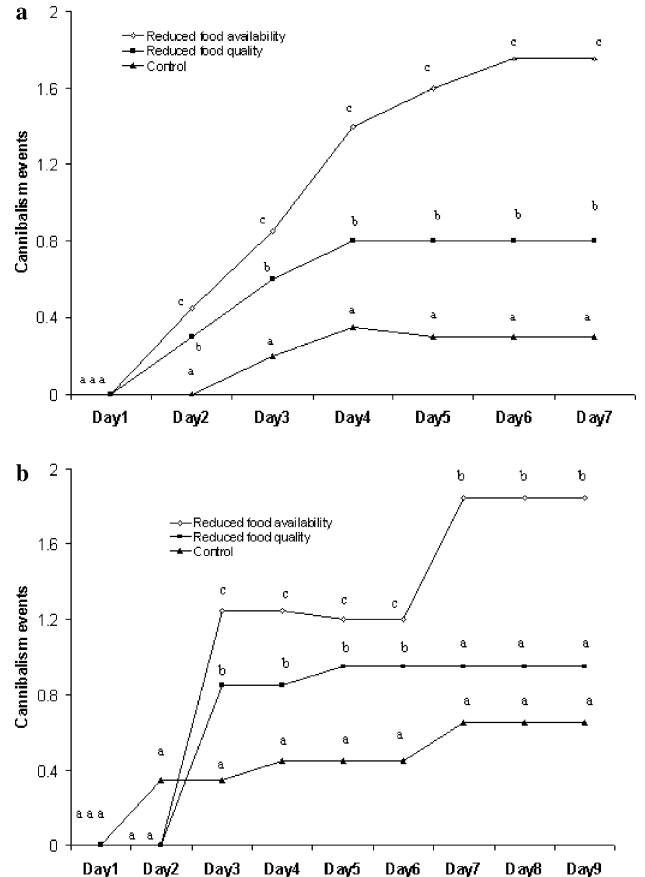 a
2
Reduced food availability
Reduced food quality
Control
c c
c
1.6
c
1.2
Cannibalism events
c
0.8
b b b b
b
c
0.4
b
a a a a
a
a a a a
0
Day1 Day2 Day3 Day4 Day5 Day6 Day7
b
2
b b b
Reduced food availability
Reduced food quality
Control
1.6
c c c c
1.2
Cannibalism events
b b b b a a a
0.8
a a a
a a a a a
0.4
a a a a a
0
Day1 Day2 Day3 Day4 Day5 Day6 Day7 Day8 Day9